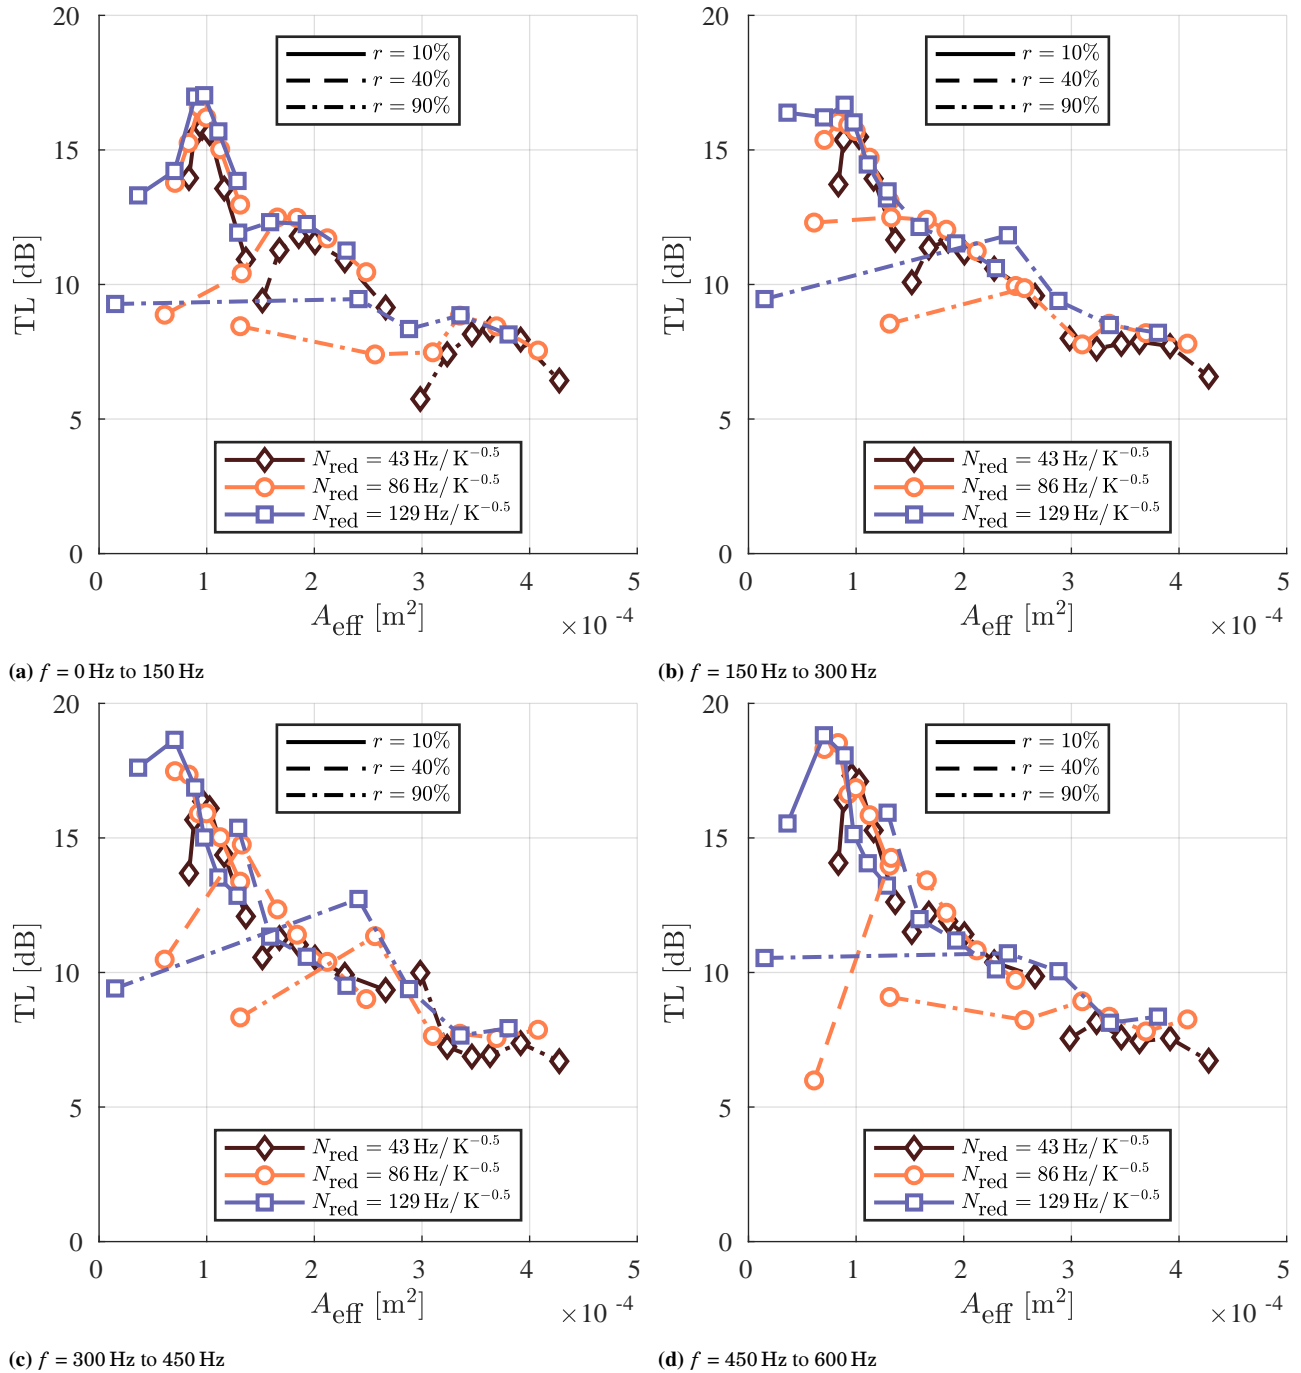 20
15
10
5
0
TL [dB]
r = 10%
r = 40%
r = 90%
N_red = 43 Hz/ K^−0.5
N_red = 86 Hz/ K^−0.5
N_red = 129 Hz/ K^−0.5
0 1 2 3 4 5
A_eff [m²]
×10 ⁻⁴
(a) f = 0 Hz to 150 Hz
20
15
10
5
0
TL [dB]
r = 10%
r = 40%
r = 90%
N_red = 43 Hz/ K^−0.5
N_red = 86 Hz/ K^−0.5
N_red = 129 Hz/ K^−0.5
0 1 2 3 4 5
A_eff [m²]
×10 ⁻⁴
(b) f = 150 Hz to 300 Hz
20
15
10
5
0
TL [dB]
r = 10%
r = 40%
r = 90%
N_red = 43 Hz/ K^−0.5
N_red = 86 Hz/ K^−0.5
N_red = 129 Hz/ K^−0.5
0 1 2 3 4 5
A_eff [m²]
×10 ⁻⁴
(c) f = 300 Hz to 450 Hz
20
15
10
5
0
TL [dB]
r = 10%
r = 40%
r = 90%
N_red = 43 Hz/ K^−0.5
N_red = 86 Hz/ K^−0.5
N_red = 129 Hz/ K^−0.5
0 1 2 3 4 5
A_eff [m²]
×10 ⁻⁴
(d) f = 450 Hz to 600 Hz